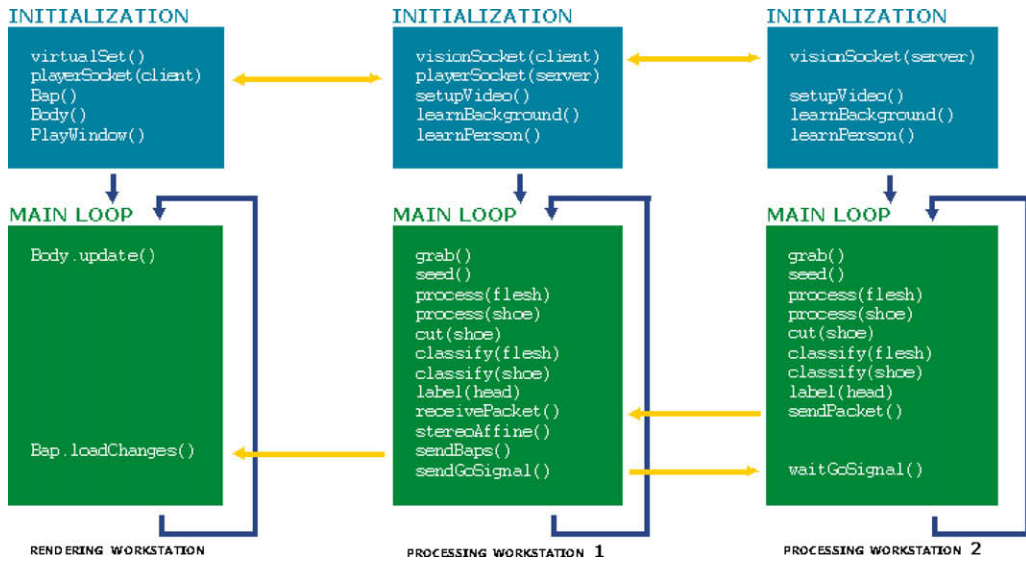 INITIALIZATION
virtualSet()
playerSocket(client)
Bap()
Body()
PlayWindow()
MAIN LOOP
Body.update()
Bap.loadChanges()
RENDERING WORKSTATION
INITIALIZATION
visionSocket(client)
playerSocket(server)
setupVideo()
learnBackground()
learnPerson()
MAIN LOOP
grab()
seed()
process(flesh)
process(shoe)
cut(shoe)
classify(flesh)
classify(shoe)
label(head)
receivePacket()
stereoAffine()
sendBaps()
sendGoSignal()
PROCESSING WORKSTATION 1
INITIALIZATION
visionSocket(server)
setupVideo()
learnBackground()
learnPerson()
MAIN LOOP
grab()
seed()
process(flesh)
process(shoe)
cut(shoe)
classify(flesh)
classify(shoe)
label(head)
sendPacket()
waitGoSignal()
PROCESSING WORKSTATION 2